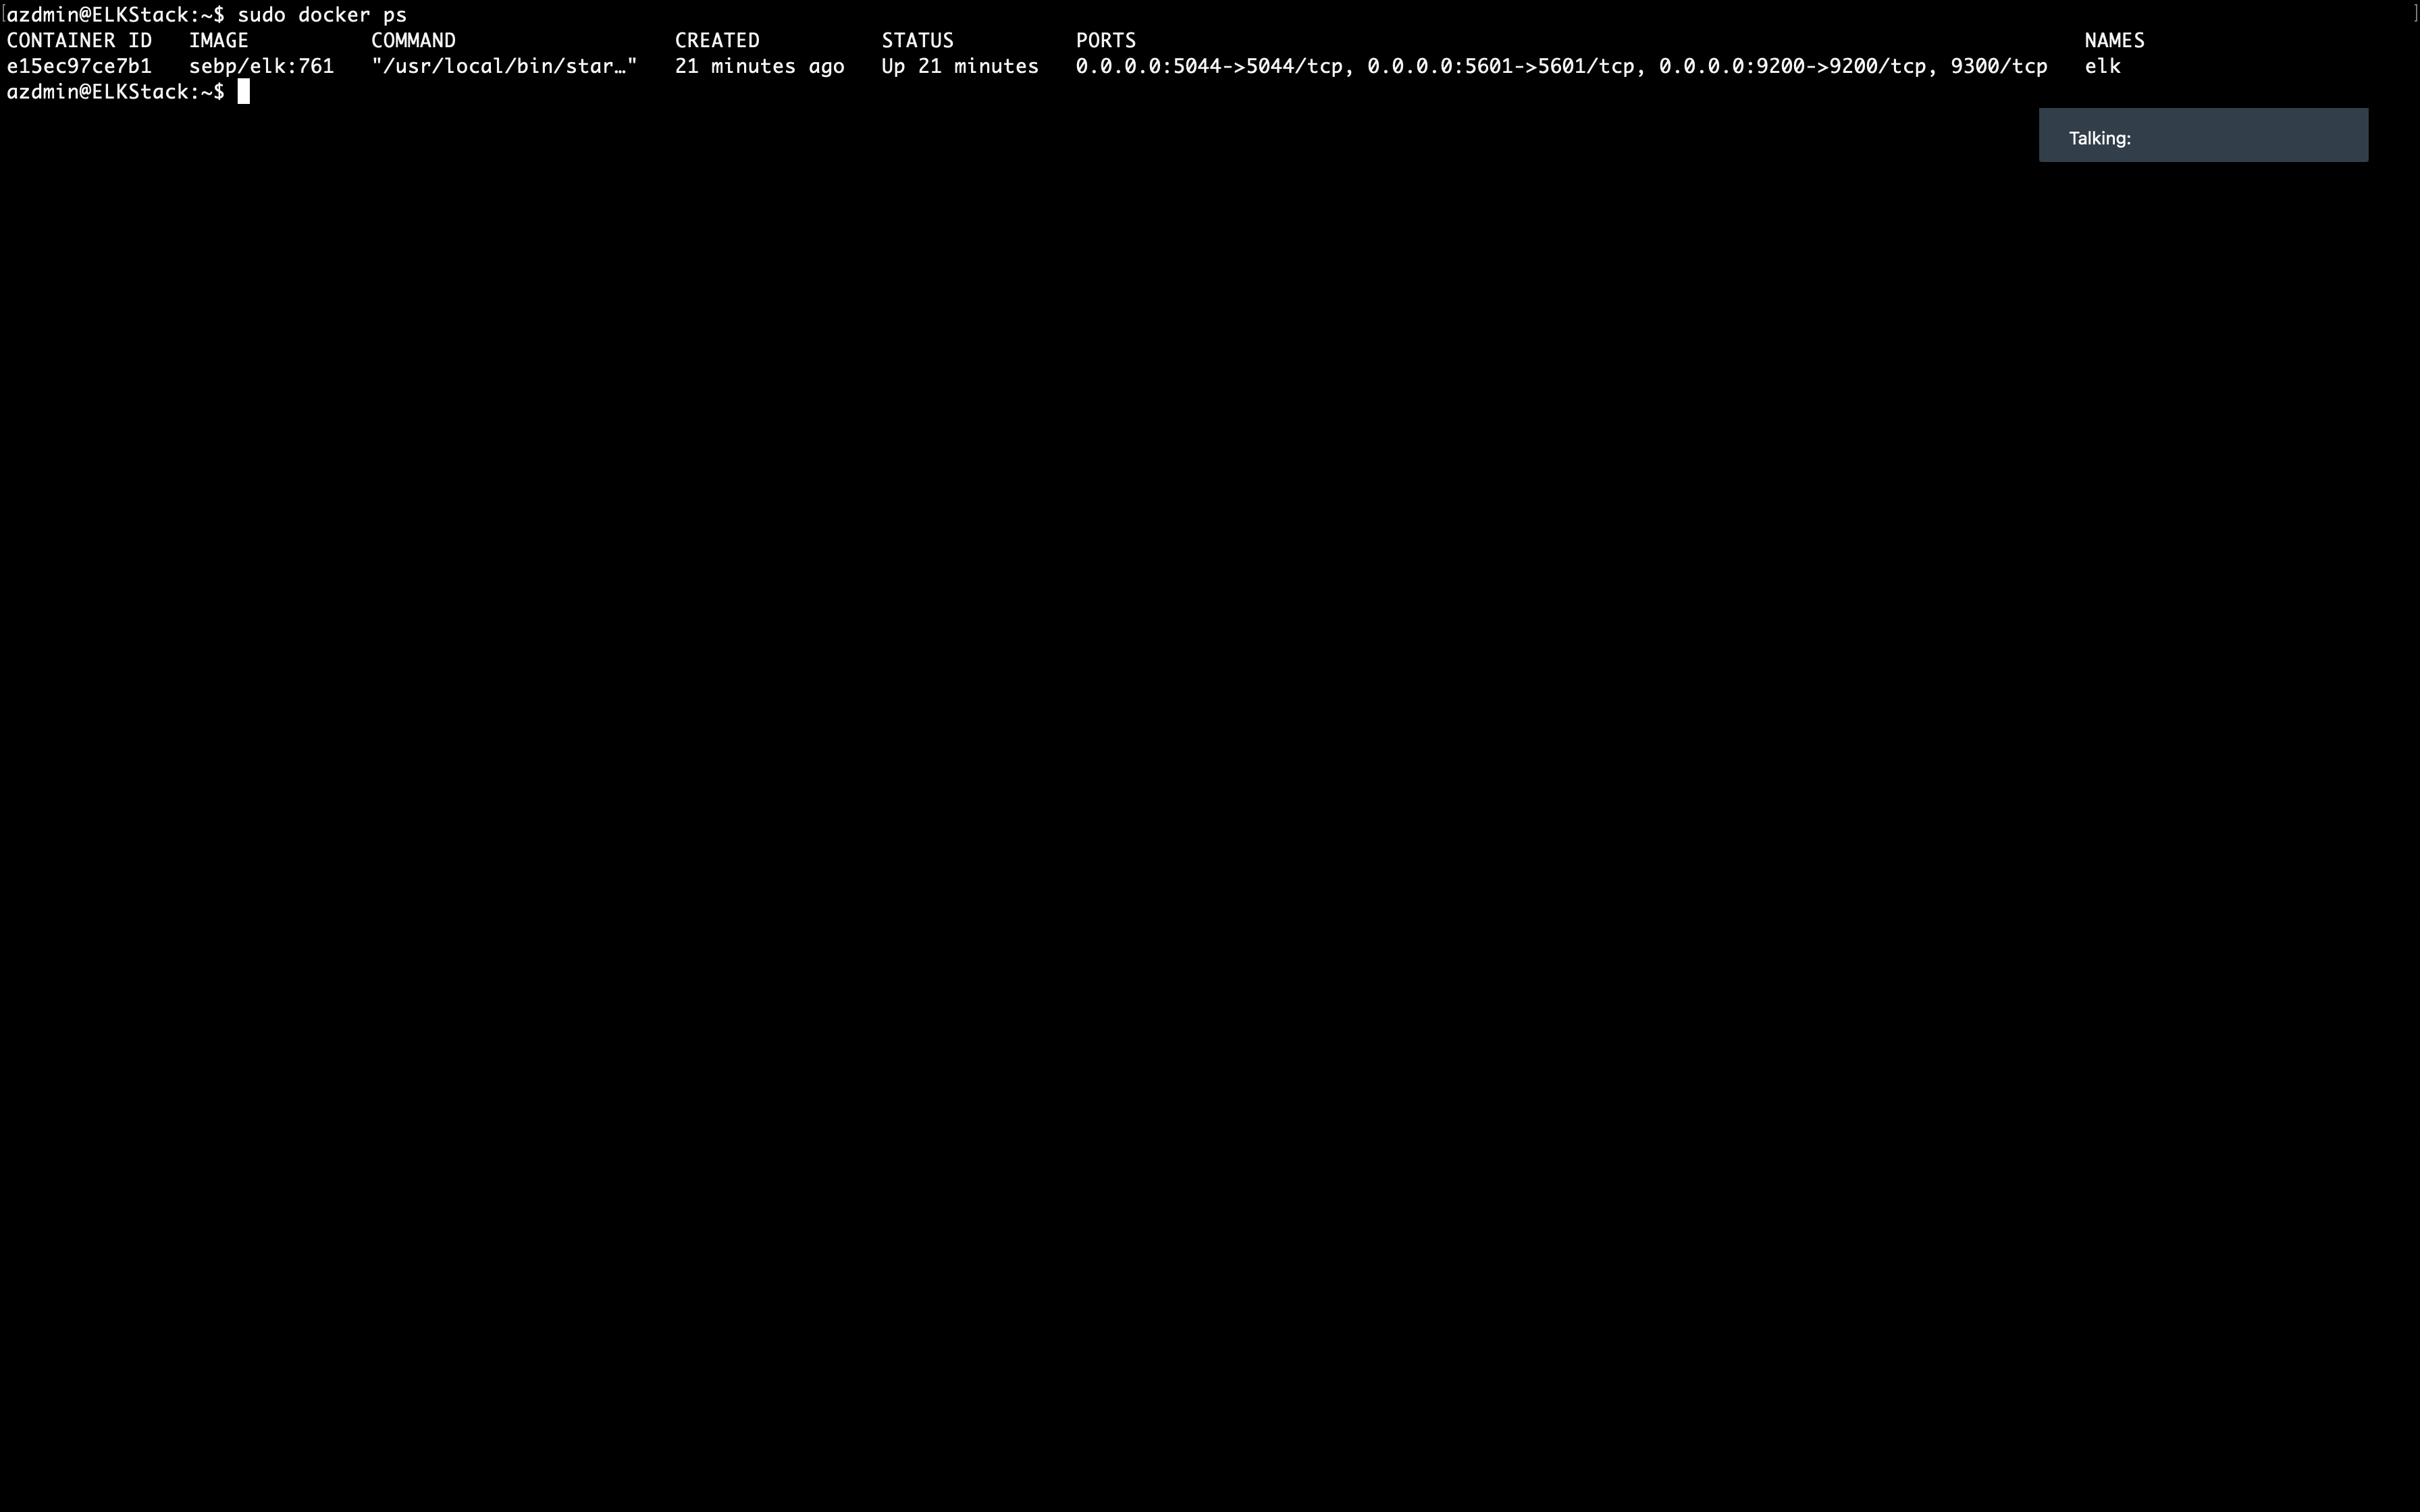 [azdmin@ELKStack:~$ sudo docker ps ]
CONTAINER ID   IMAGE          COMMAND                  CREATED          STATUS          PORTS                                                                              NAMES
e15ec97ce7b1   sebp/elk:761   "/usr/local/bin/star…"   21 minutes ago   Up 21 minutes   0.0.0.0:5044->5044/tcp, 0.0.0.0:5601->5601/tcp, 0.0.0.0:9200->9200/tcp, 9300/tcp   elk
azdmin@ELKStack:~$
Talking: